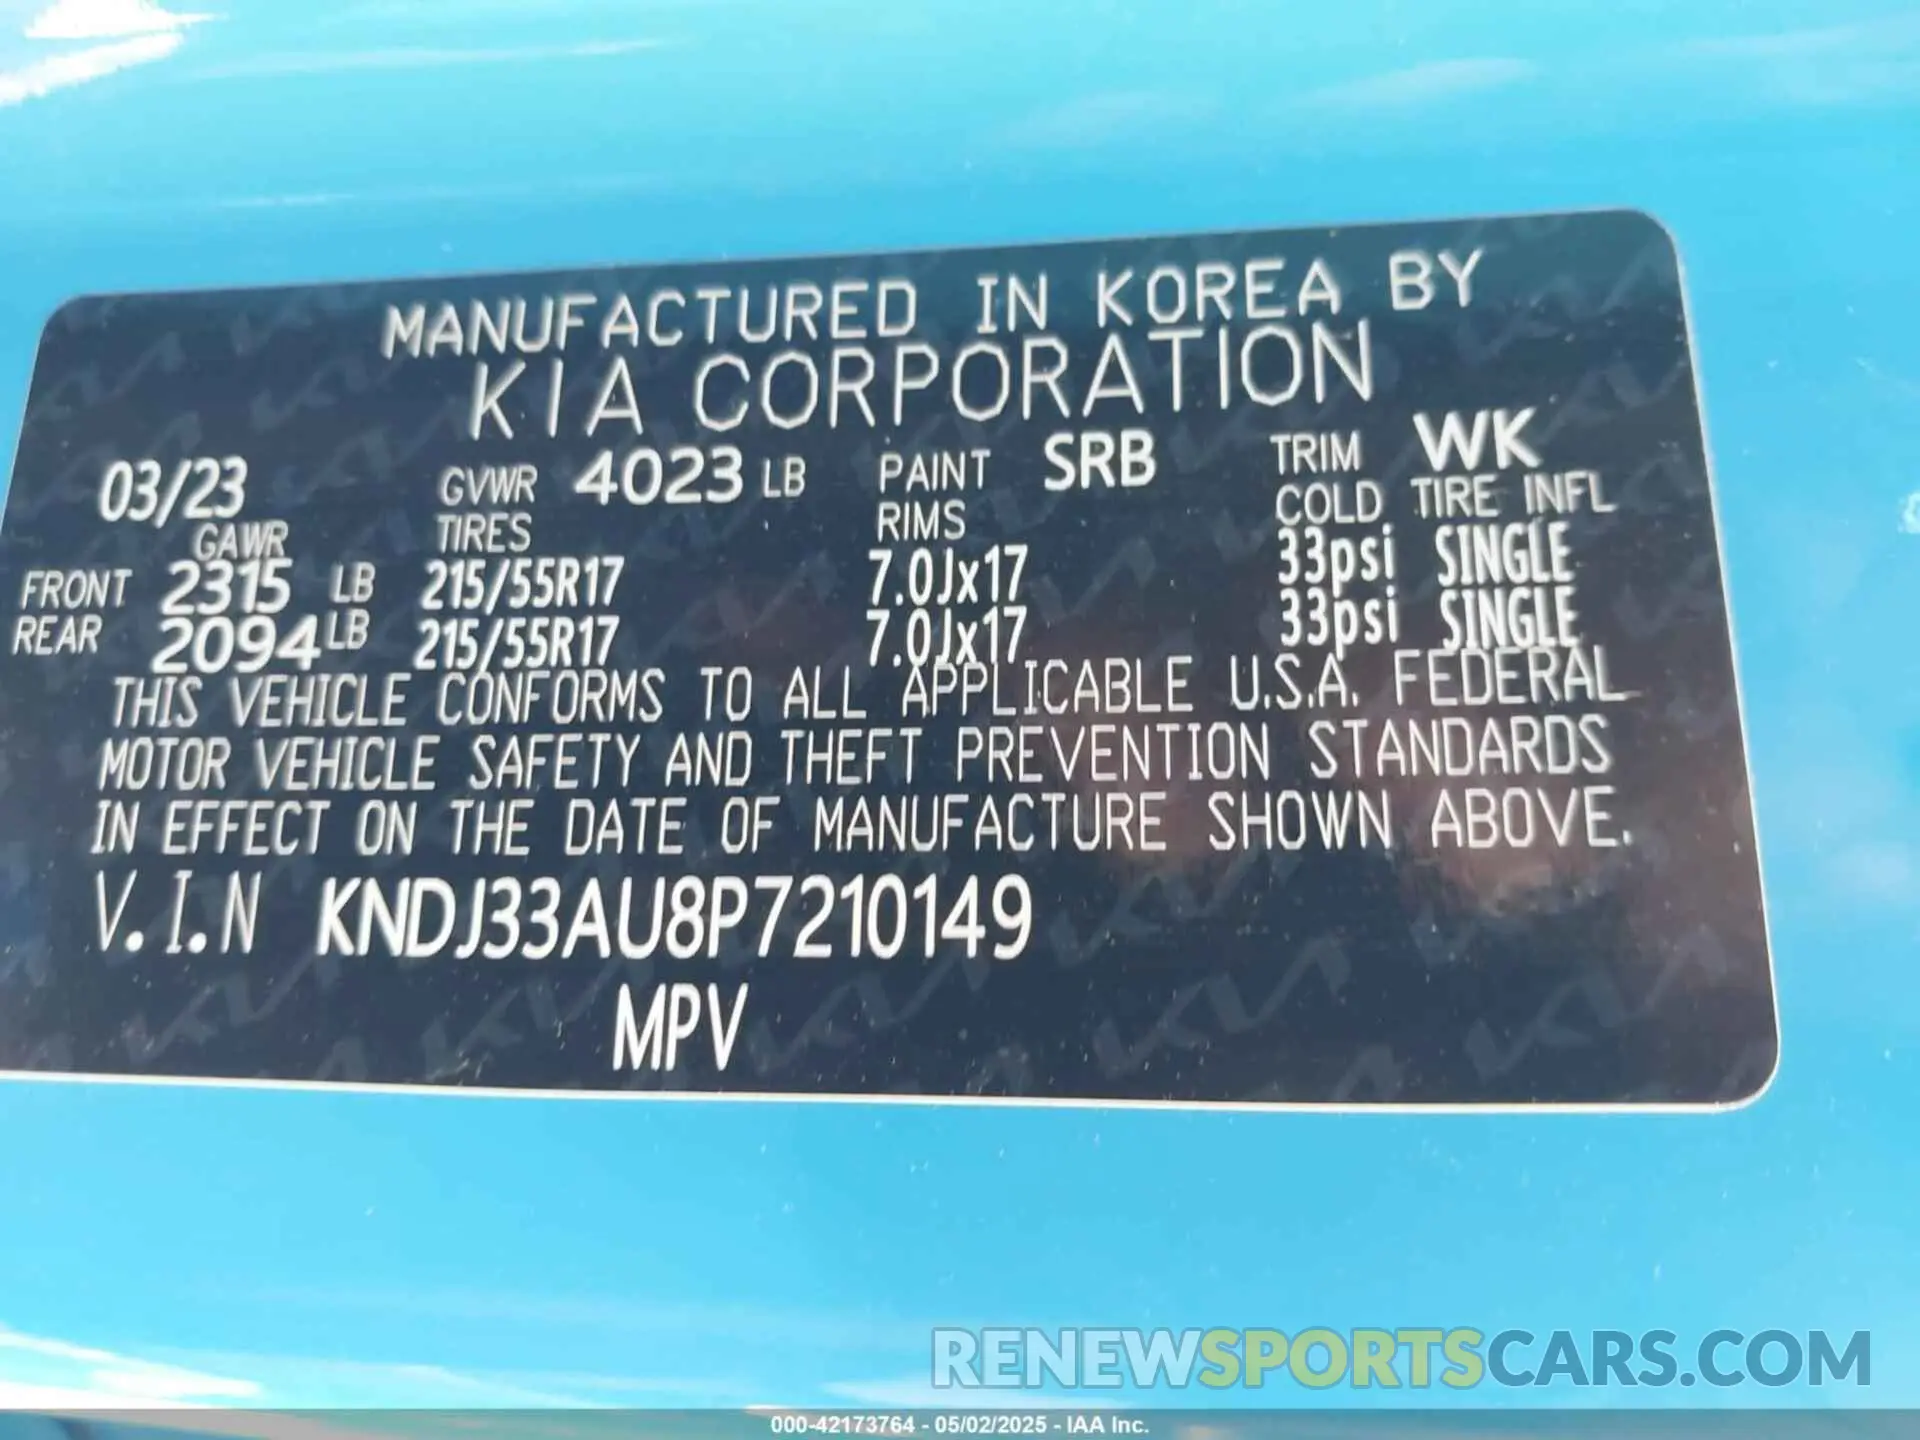 MANUFACTURED IN KOREA BY
KIA CORPORATION
03/23 GVWR 4023 LB PAINT SRB TRIM WK
GAWR TIRES RIMS COLD TIRE INFL
FRONT 2315 LB 215/55R17 7.0Jx17 33psi SINGLE
REAR 2094 LB 215/55R17 7.0Jx17 33psi SINGLE
THIS VEHICLE CONFORMS TO ALL APPLICABLE U.S.A. FEDERAL
MOTOR VEHICLE SAFETY AND THEFT PREVENTION STANDARDS
IN EFFECT ON THE DATE OF MANUFACTURE SHOWN ABOVE.
V.I.N KNDJ33AU8P7210149
MPV
RENEWSPORTSCARS.COM
000-42173764 - 05/02/2025 - IAA Inc.